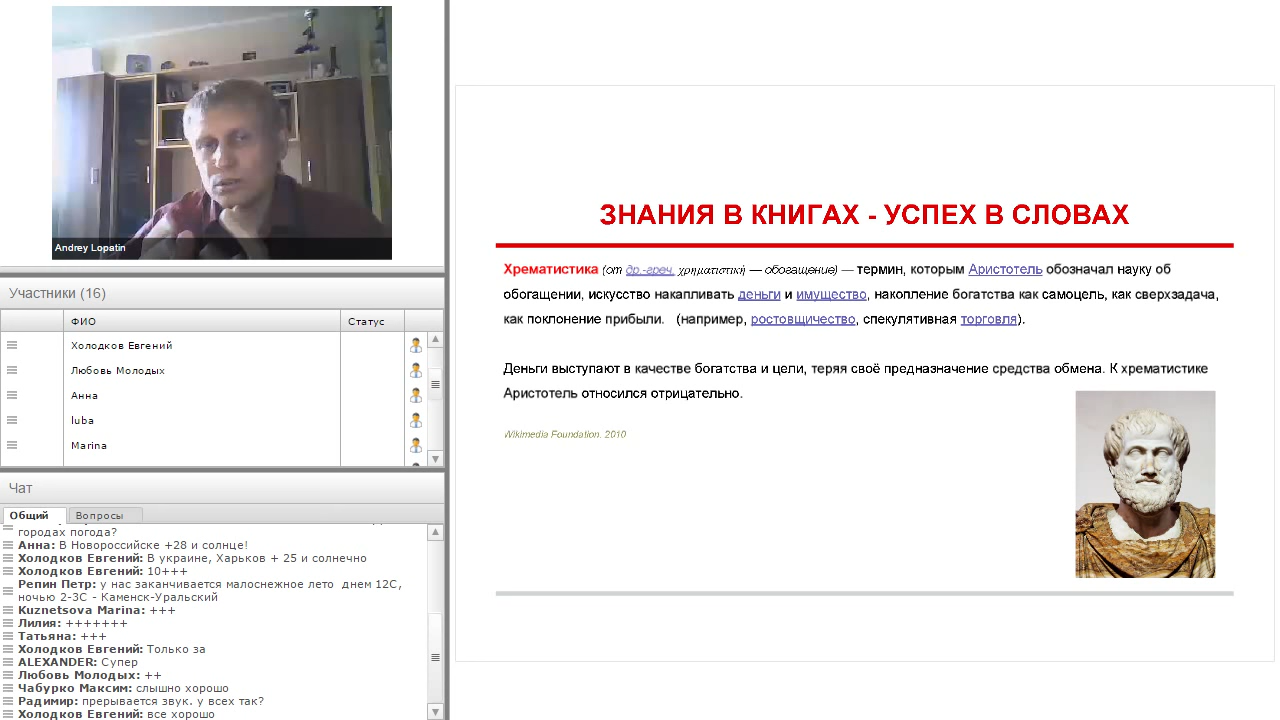 Andrey Lopatin
Участники (16)
ФИО
Статус
Холодков Евгений
Любовь Молодых
Анна
luba
Marina
Чат
Общий
Вопросы
городах погода?
Анна: В Новороссийске +28 и солнце!
Холодков Евгений: В украине, Харьков + 25 и солнечно
Холодков Евгений: 10+++
Репин Петр: у нас заканчивается малоснежное лето днем 12С,
ночью 2-3С - Каменск-Уральский
Kuznetsova Marina: +++
Лилия: +++++++
Татьяна: +++
Холодков Евгений: Только за
ALEXANDER: Супер
Любовь Молодых: ++
Чабурко Максим: слышно хорошо
Радимир: прерывается звук. у всех так?
Холодков Евгений: все хорошо
ЗНАНИЯ В КНИГАХ - УСПЕХ В СЛОВАХ
Хрематистика (от др.-греч. χρηματιστική — обогащение) — термин, которым Аристотель обозначал науку об
обогащении, искусство накапливать деньги и имущество, накопление богатства как самоцель, как сверхзадача,
как поклонение прибыли. (например, ростовщичество, спекулятивная торговля).
Деньги выступают в качестве богатства и цели, теряя своё предназначение средства обмена. К хрематистике
Аристотель относился отрицательно.
Wikimedia Foundation. 2010